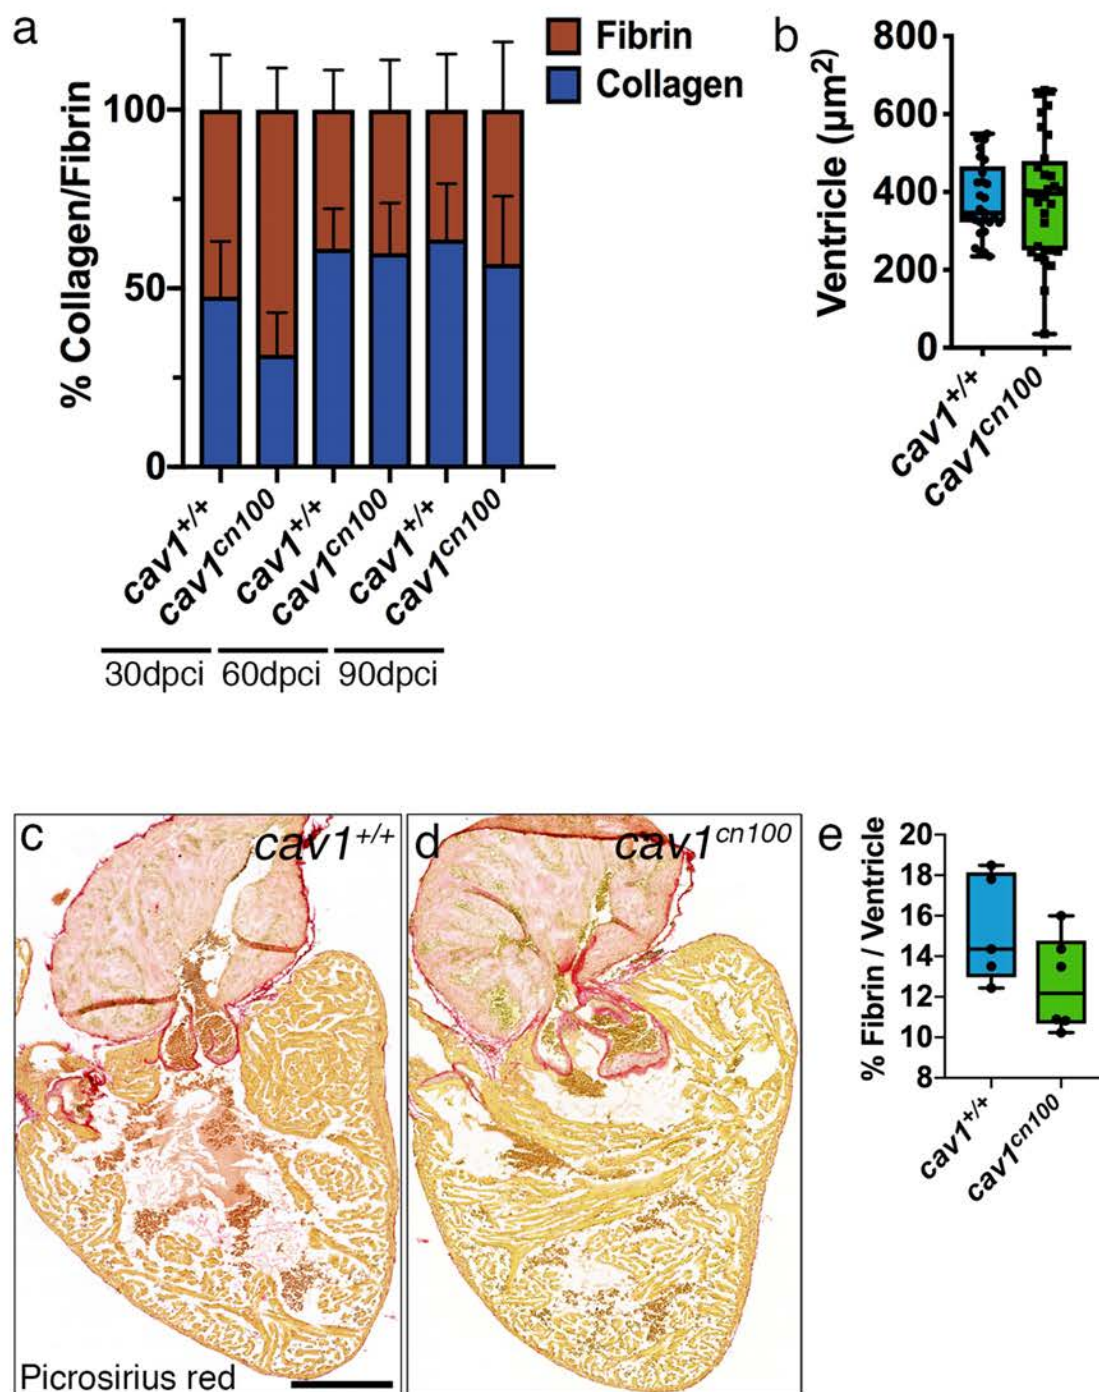 a
Fibrin
Collagen
% Collagen/Fibrin
100
50
0
cav1+/+
cav1cn100
cav1+/+
cav1cn100
cav1+/+
cav1cn100
30dpci
60dpci
90dpci
b
Ventricle (µm2)
800
600
400
200
0
cav1+/+
cav1cn100
c
cav1+/+
Picrosirius red
d
cav1cn100
e
% Fibrin / Ventricle
20
18
16
14
12
10
8
cav1+/+
cav1cn100